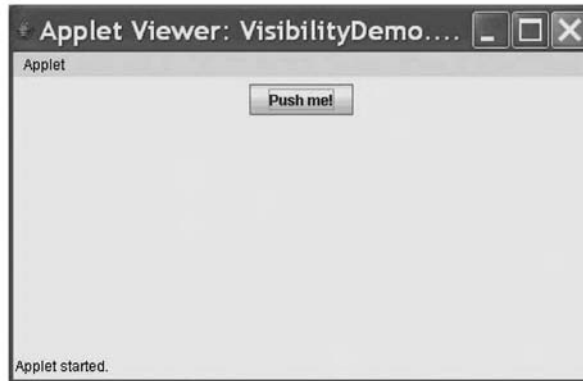 Applet Viewer: VisibilityDemo....
Applet
Push me!
Applet started.